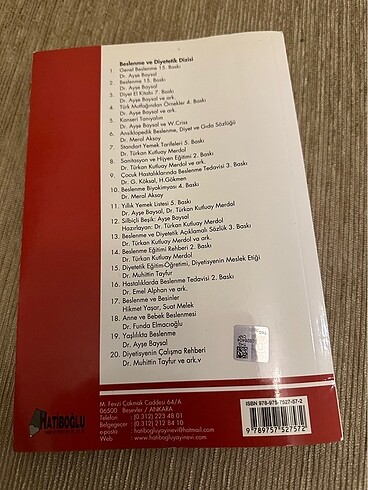 Beslenme ve Diyetetik Dizisi
1. Genel Beslenme 15. Baskı
Dr. Ayşe Baysal
2. Beslenme 15. Baskı
Dr. Ayşe Baysal
3. Diyet El Kitabı 7. Baskı
Dr. Ayşe Baysal ve ark.
4. Türk Mutfağından Örnekler 4. Baskı
Dr. Ayşe Baysal ve ark.
5. Kanseri Tanıyalım
Dr. Ayşe Baysal ve W.Criss
6. Ansiklopedik Beslenme, Diyet ve Gıda Sözlüğü
Dr. Meral Aksoy
7. Standart Yemek Tarifeleri 5. Baskı
Dr. Türkan Kutluay Merdol
8. Sanitasyon ve Hijyen Eğitimi 2. Baskı
Dr. Türkan Kutluay Merdol
9. Çocuk Hastalıklarında Beslenme Tedavisi 3. Baskı
Dr. G. Köksal, H.Gökmen
10. Beslenme Biyokimyası 4. Baskı
Dr. Meral Aksoy
11. Yıllık Yemek Listesi 5. Baskı
Dr. Ayşe Baysal, Dr. Türkan Kutluay Merdol
12. Silbiçli Beşik: Ayşe Baysal
Hazırlayan: Dr. Türkan Kutluay Merdol
13. Beslenme ve Diyetetik Açıklamalı Sözlük 3. Baskı
Dr. Türkan Kutluay Merdol ve ark.
14. Beslenme Eğitimi Rehberi 2. Baskı
Dr. Türkan Kutluay Merdol
15. Diyetetik Eğitim-Öğretimi, Diyetisyenin Meslek Etiği
Dr. Muhittin Tayfur
16. Hastalıklarda Beslenme Tedavisi 2. Baskı
Dr. Emel Alphan ve ark.
17. Beslenme ve Besinler
Hikmet Yaşar, Suat Melek
18. Anne ve Bebek Beslenmesi
Dr. Funda Elmacıoğlu
19. Yaşlılıkta Beslenme
Dr. Ayşe Baysal
20. Diyetisyenin Çalışma Rehberi
Dr. Muhittin Tayfur ve ark.v
HATİBOĞLU
M. Fevzi Çakmak Caddesi 64/A
06500 Beşevler / ANKARA
Telefon : (0.312) 223 48 01
Belgegeçer : (0.312) 212 84 10
e-posta : hatibogluyayinevi@hotmail.com
Web : www.hatibogluyayinevi.com
ISBN 978-975-7527-57-2
9 789757 527572